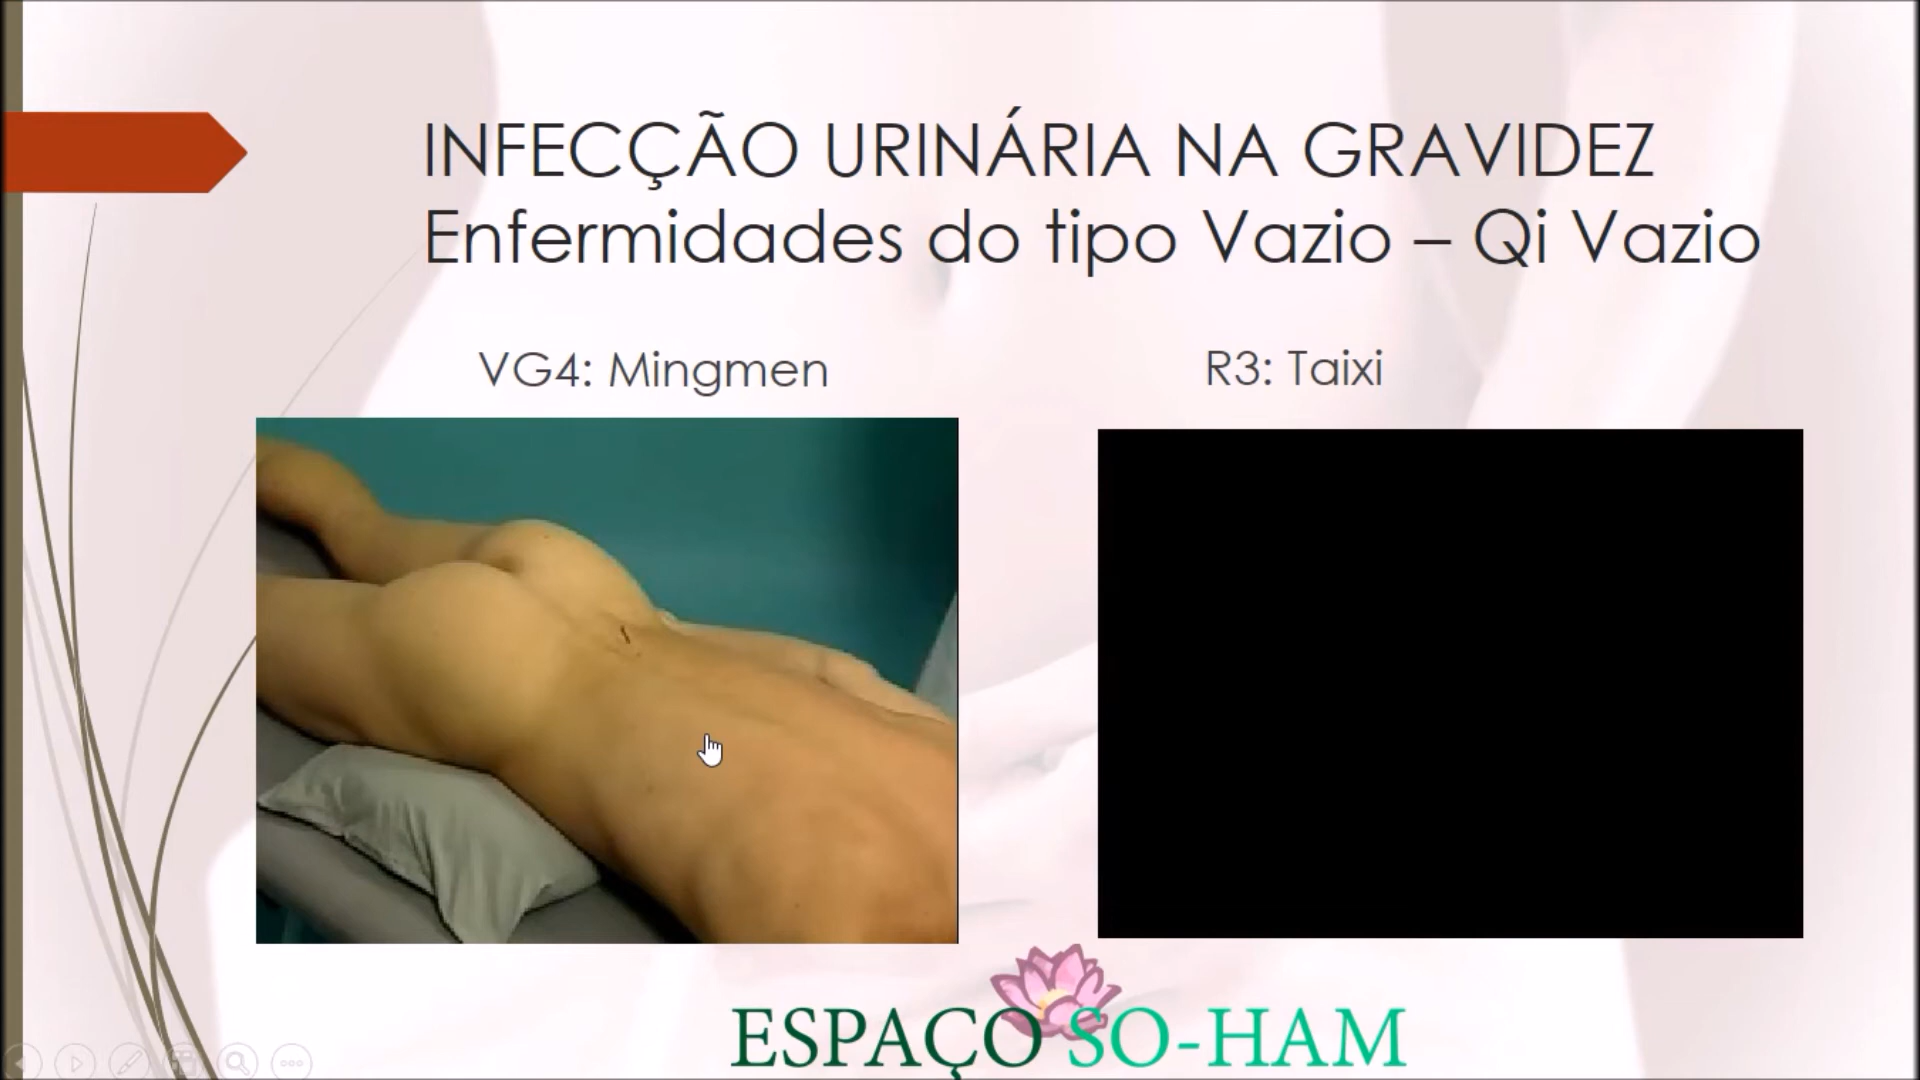 INFECÇÃO URINÁRIA NA GRAVIDEZ
Enfermidades do tipo Vazio – Qi Vazio
VG4: Mingmen
R3: Taixi
ESPAÇO SO-HAM